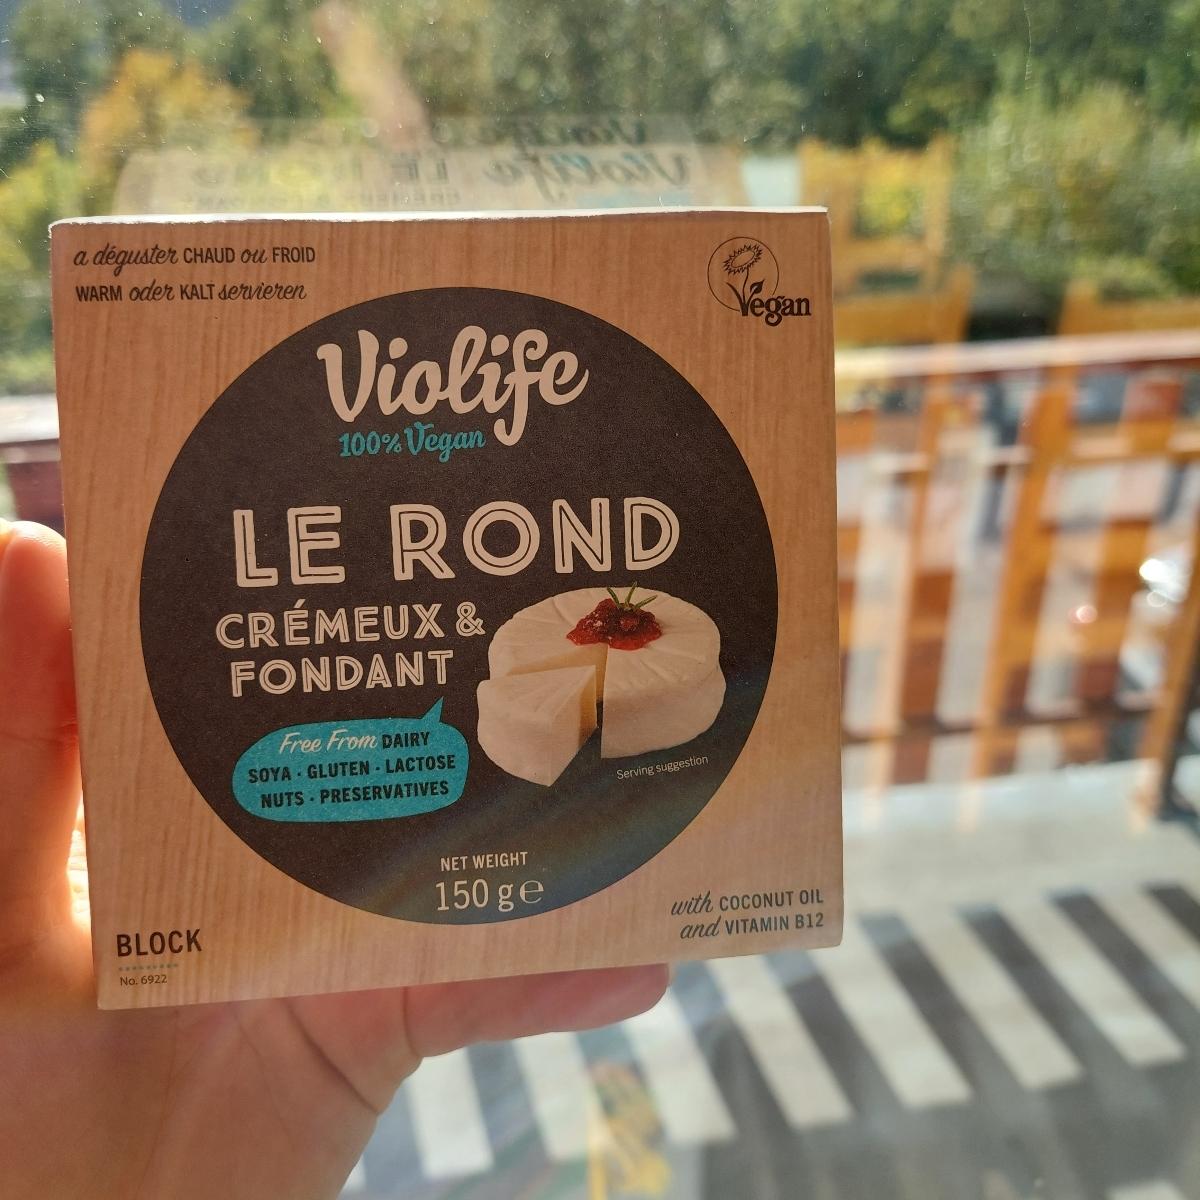 a déguster CHAUD ou FROID
WARM oder KALT servieren
Vegan
Violife
100% Vegan
LE ROND
CRÉMEUX &
FONDANT
Free From DAIRY
SOYA · GLUTEN · LACTOSE
NUTS · PRESERVATIVES
Serving suggestion
NET WEIGHT
150 g e
with COCONUT OIL
and VITAMIN B12
BLOCK
No. 6922